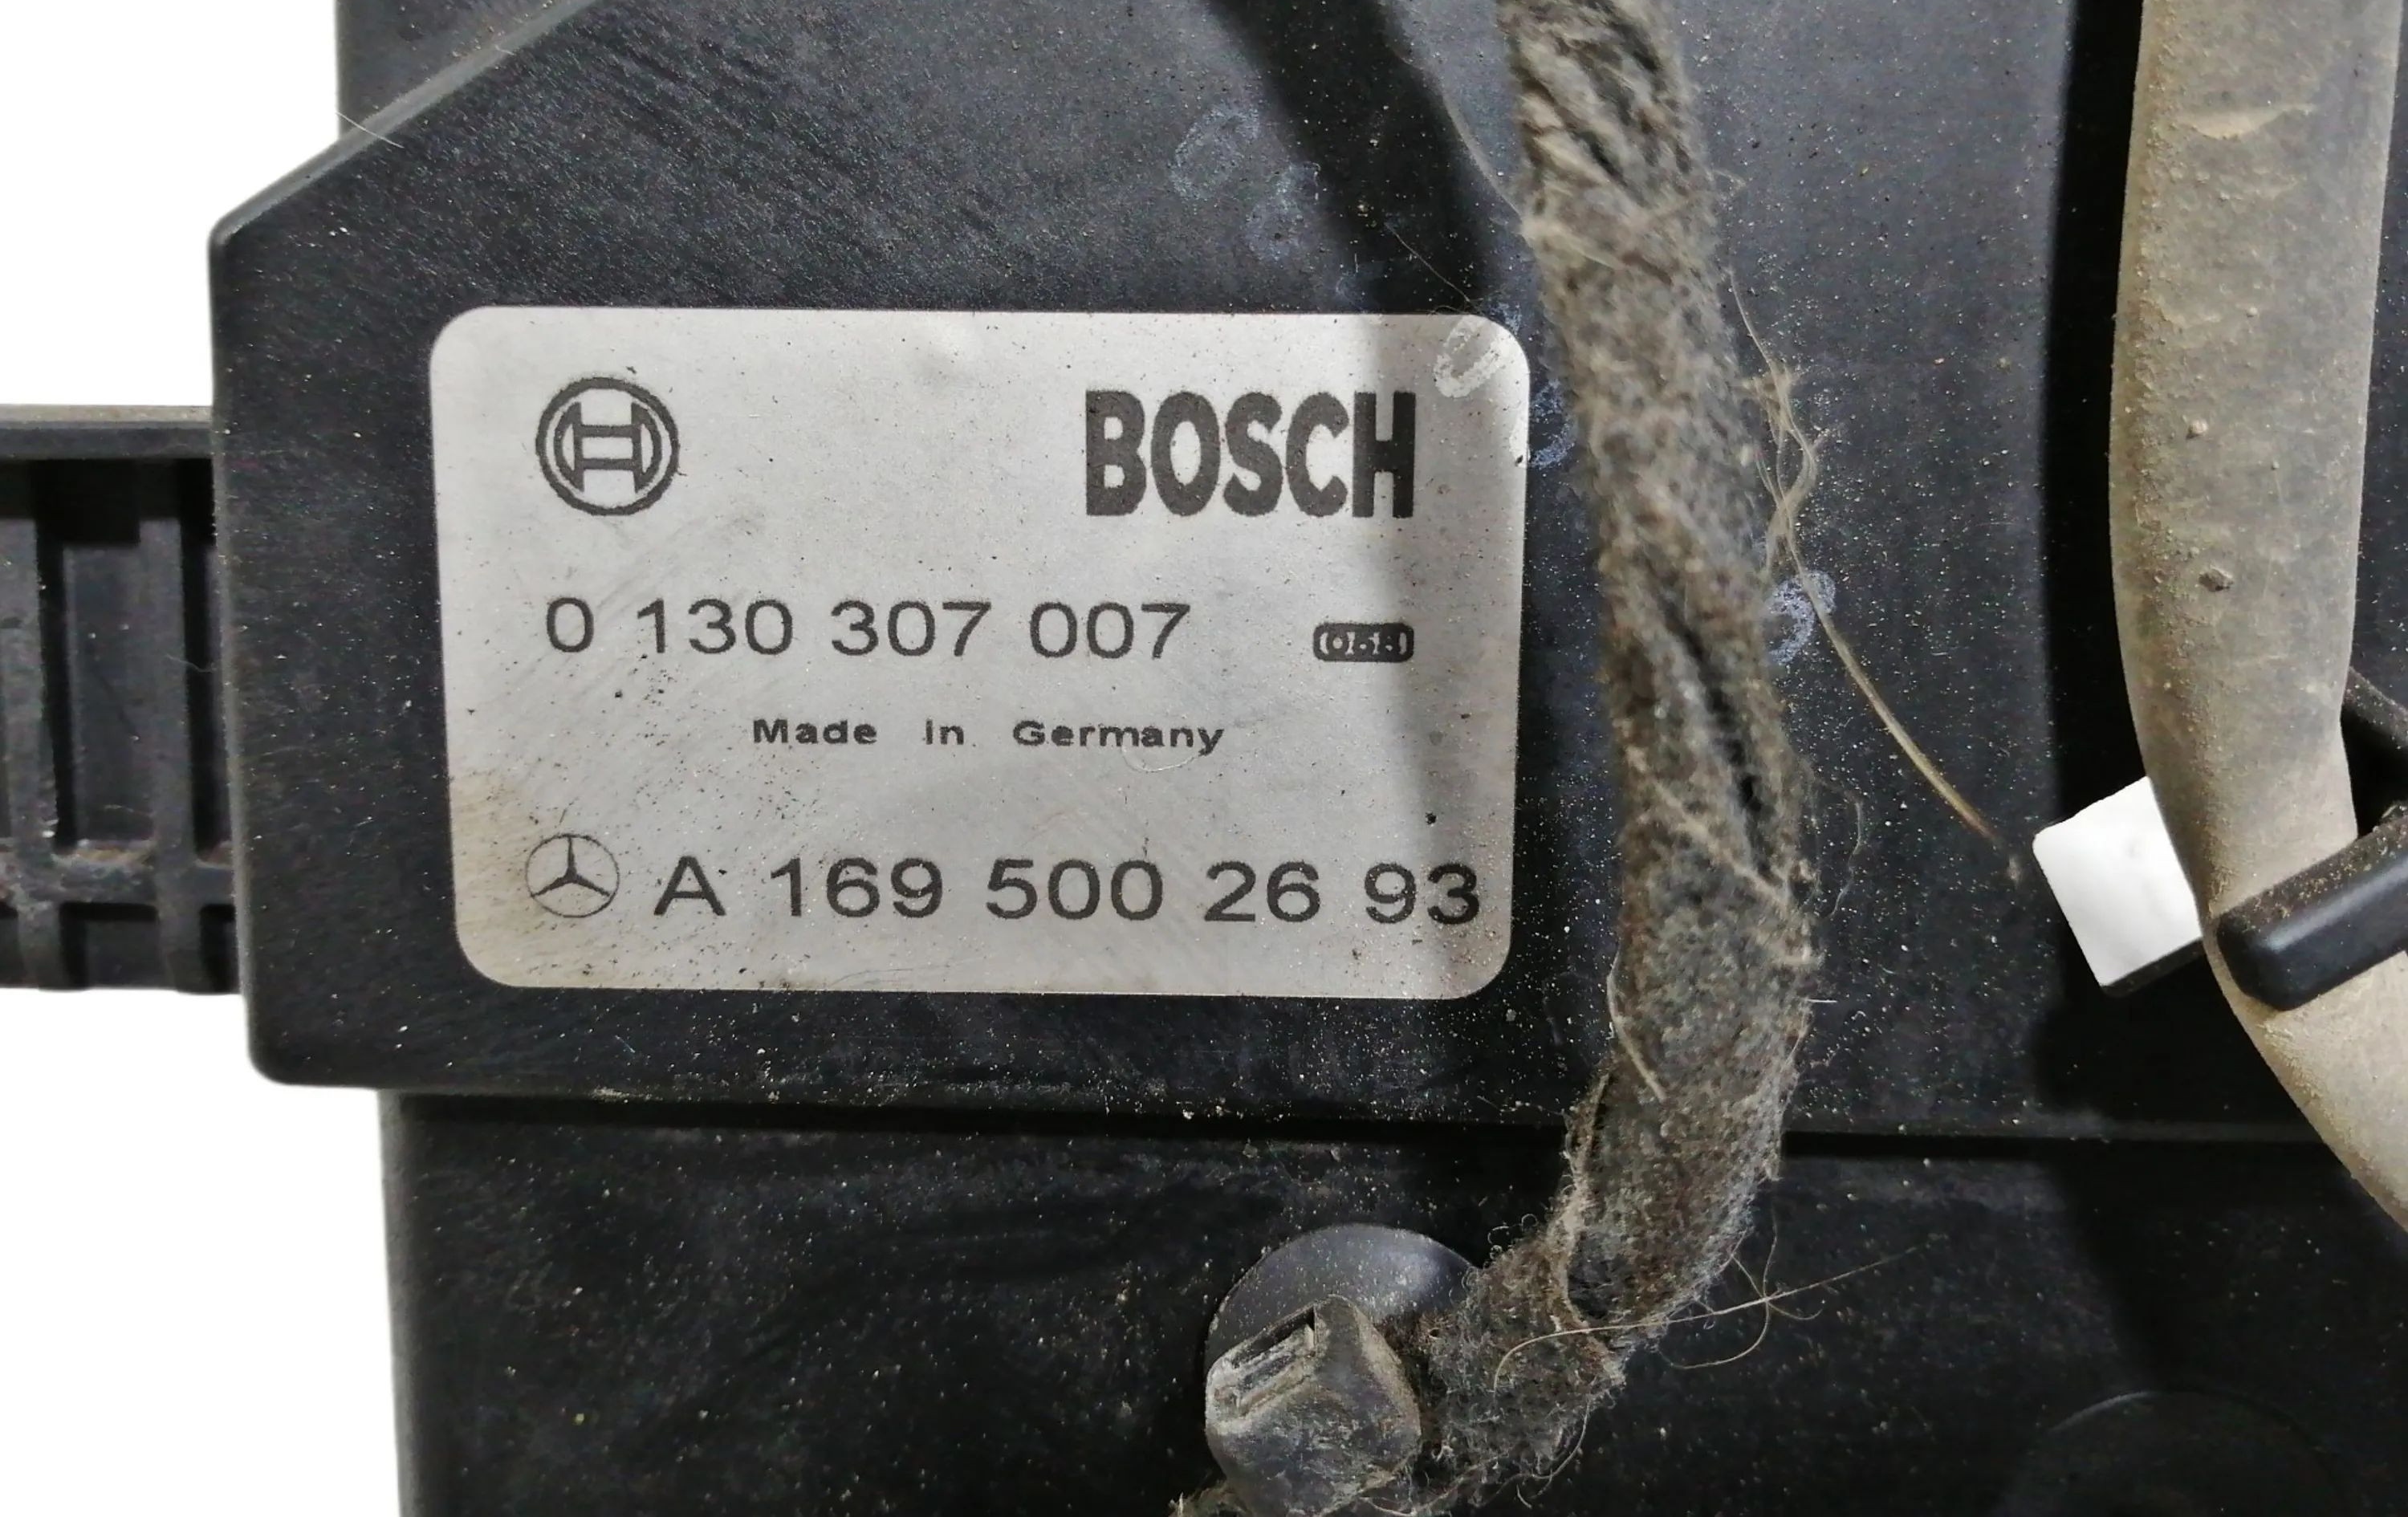 BOSCH
0 130 307 007
Made in Germany
A 169 500 26 93